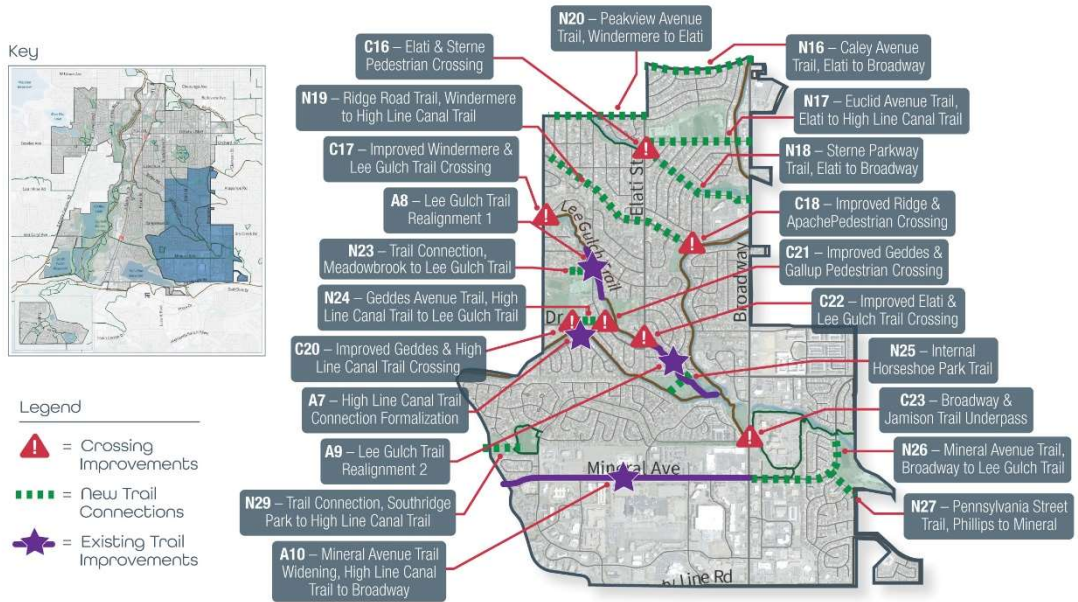 Key
N20 – Peakview Avenue
Trail, Windermere to Elati
C16 – Elati & Sterne
Pedestrian Crossing
N16 – Caley Avenue
Trail, Elati to Broadway
N19 – Ridge Road Trail, Windermere
to High Line Canal Trail
N17 – Euclid Avenue Trail,
Elati to High Line Canal Trail
C17 – Improved Windermere &
Lee Gulch Trail Crossing
N18 – Sterne Parkway
Trail, Elati to Broadway
A8 – Lee Gulch Trail
Realignment 1
C18 – Improved Ridge &
ApachePedestrian Crossing
N23 – Trail Connection,
Meadowbrook to Lee Gulch Trail
C21 – Improved Geddes &
Gallup Pedestrian Crossing
N24 – Geddes Avenue Trail, High
Line Canal Trail to Lee Gulch Trail
C22 – Improved Elati &
Lee Gulch Trail Crossing
C20 – Improved Geddes & High
Line Canal Trail Crossing
N25 – Internal
Horseshoe Park Trail
A7 – High Line Canal Trail
Connection Formalization
C23 – Broadway &
Jamison Trail Underpass
A9 – Lee Gulch Trail
Realignment 2
N26 – Mineral Avenue Trail,
Broadway to Lee Gulch Trail
N29 – Trail Connection, Southridge
Park to High Line Canal Trail
N27 – Pennsylvania Street
Trail, Phillips to Mineral
A10 – Mineral Avenue Trail
Widening, High Line Canal
Trail to Broadway
Elati St
Lee Gulch Trail
Broadway
Dr
Mineral Ave
y Line Rd
Legend
= Crossing
Improvements
= New Trail
Connections
= Existing Trail
Improvements